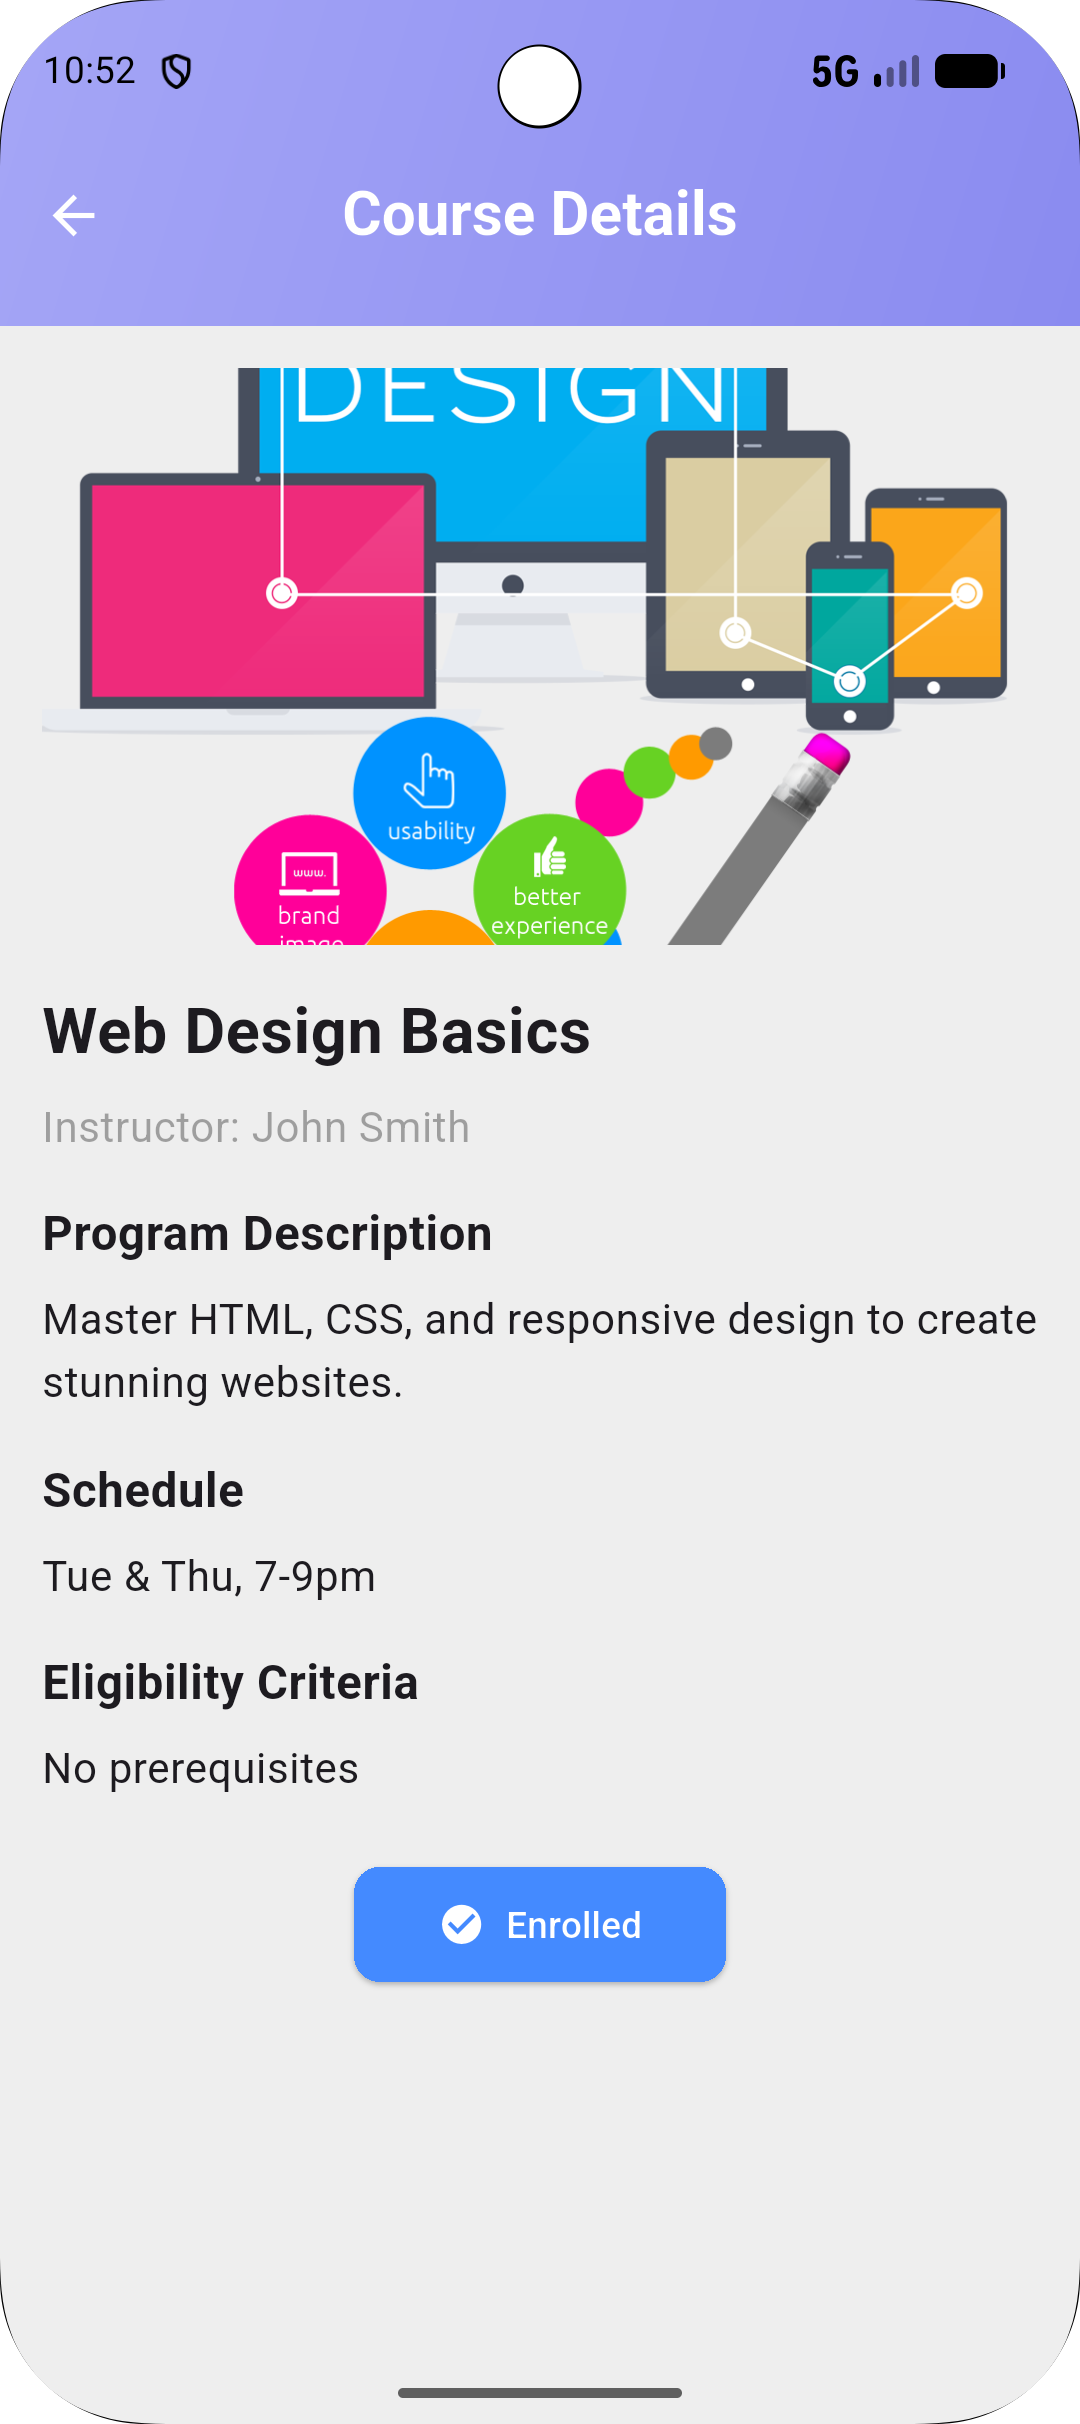 10:52
5G
Course Details
DESIGN
usability
www.
brand
image
better
experience
Web Design Basics
Instructor: John Smith
Program Description
Master HTML, CSS, and responsive design to create
stunning websites.
Schedule
Tue & Thu, 7-9pm
Eligibility Criteria
No prerequisites
Enrolled